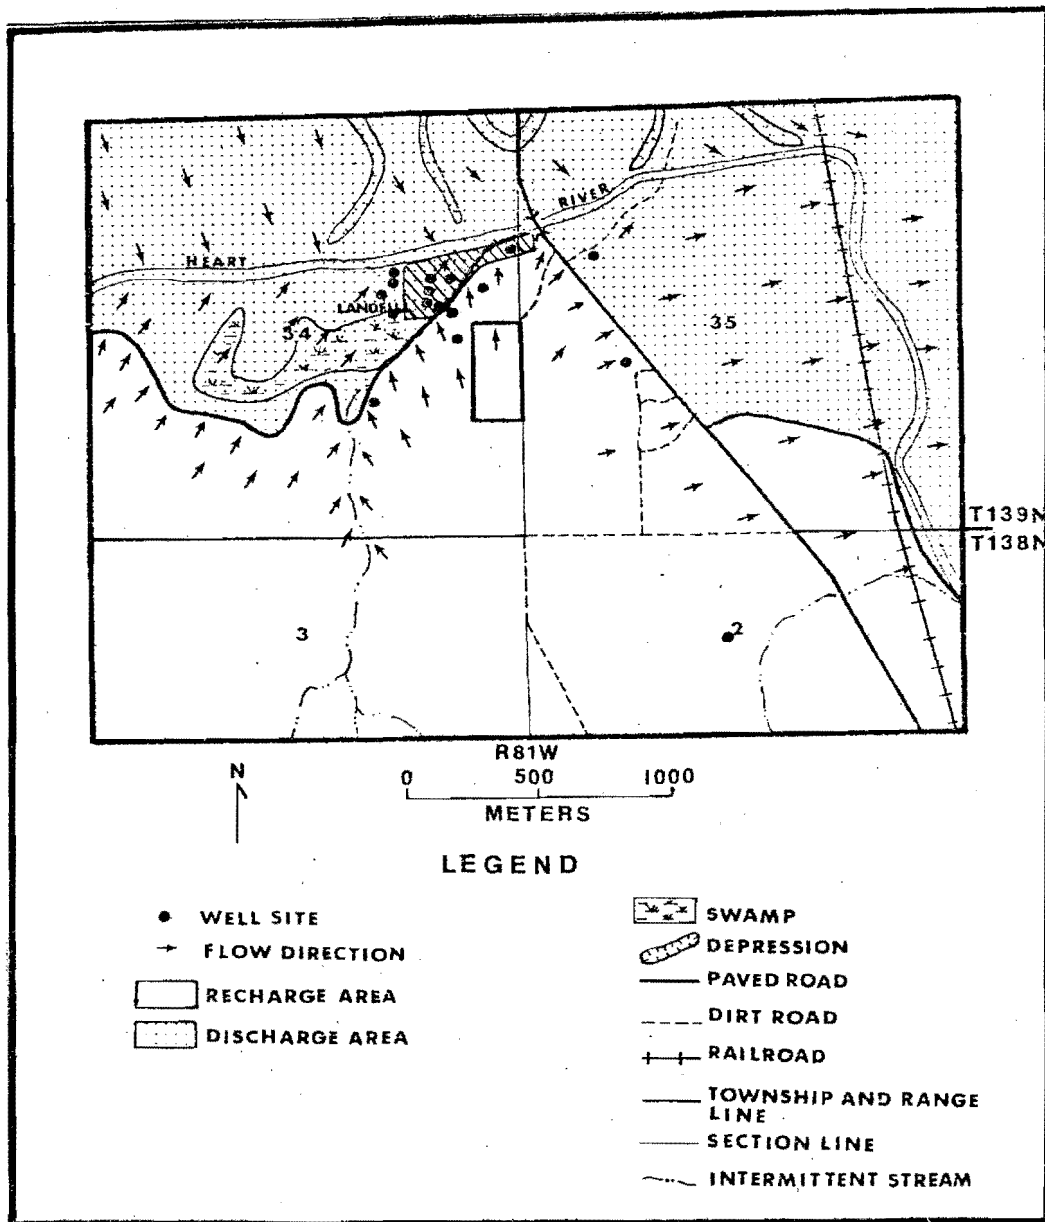 RIVER
HEART
LANDFILL
34
35
T139N
T138N
3
2
R81W
N
0 500 1000
METERS
LEGEND
WELL SITE
FLOW DIRECTION
RECHARGE AREA
DISCHARGE AREA
SWAMP
DEPRESSION
PAVED ROAD
DIRT ROAD
RAILROAD
TOWNSHIP AND RANGE
LINE
SECTION LINE
INTERMITTENT STREAM